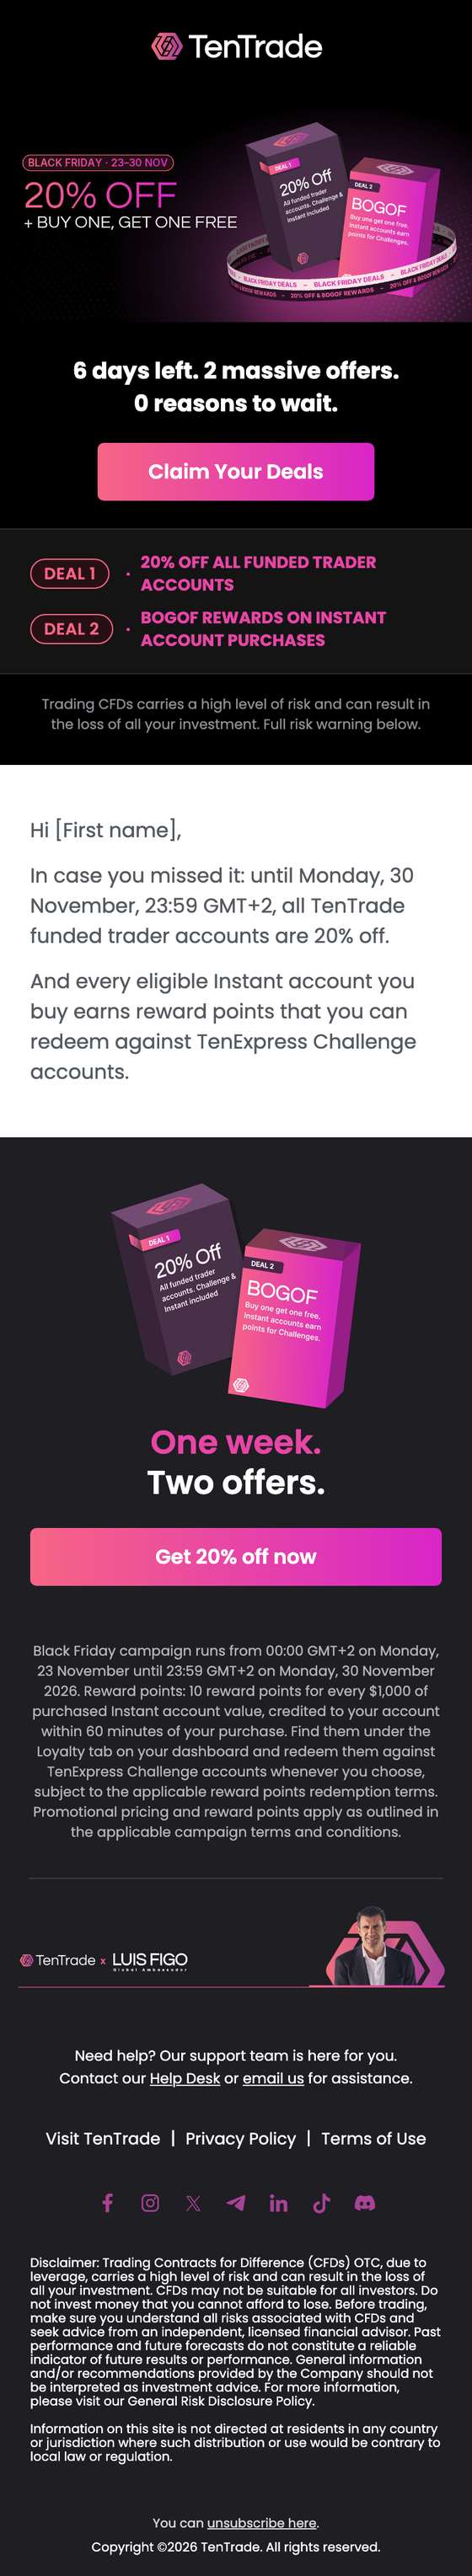 TenTrade
BLACK FRIDAY · 23-30 NOV
20% OFF
+ BUY ONE, GET ONE FREE
DEAL 1
20% Off
All funded trader
accounts. Challenge &
Instant included
DEAL 2
BOGOF
Buy one get one free.
Instant accounts earn
points for Challenges.
BLACK FRIDAY DEALS – BLACK FRIDAY DEALS – BLACK FRIDAY DEALS
20% OFF & BOGOF REWARDS – 20% OFF & BOGOF REWARDS
6 days left. 2 massive offers.
0 reasons to wait.
Claim Your Deals
DEAL 1 · 20% OFF ALL FUNDED TRADER
ACCOUNTS
DEAL 2 · BOGOF REWARDS ON INSTANT
ACCOUNT PURCHASES
Trading CFDs carries a high level of risk and can result in
the loss of all your investment. Full risk warning below.
Hi [First name],
In case you missed it: until Monday, 30
November, 23:59 GMT+2, all TenTrade
funded trader accounts are 20% off.
And every eligible Instant account you
buy earns reward points that you can
redeem against TenExpress Challenge
accounts.
DEAL 1
20% Off
All funded trader
accounts. Challenge &
Instant included
DEAL 2
BOGOF
Buy one get one free.
Instant accounts earn
points for Challenges.
One week.
Two offers.
Get 20% off now
Black Friday campaign runs from 00:00 GMT+2 on Monday,
23 November until 23:59 GMT+2 on Monday, 30 November
2026. Reward points: 10 reward points for every $1,000 of
purchased Instant account value, credited to your account
within 60 minutes of your purchase. Find them under the
Loyalty tab on your dashboard and redeem them against
TenExpress Challenge accounts whenever you choose,
subject to the applicable reward points redemption terms.
Promotional pricing and reward points apply as outlined in
the applicable campaign terms and conditions.
TenTrade x LUIS FIGO
Global Ambassador
Need help? Our support team is here for you.
Contact our Help Desk or email us for assistance.
Visit TenTrade | Privacy Policy | Terms of Use
Disclaimer: Trading Contracts for Difference (CFDs) OTC, due to
leverage, carries a high level of risk and can result in the loss of
all your investment. CFDs may not be suitable for all investors. Do
not invest money that you cannot afford to lose. Before trading,
make sure you understand all risks associated with CFDs and
seek advice from an independent, licensed financial advisor. Past
performance and future forecasts do not constitute a reliable
indicator of future results or performance. General information
and/or recommendations provided by the Company should not
be interpreted as investment advice. For more information,
please visit our General Risk Disclosure Policy.
Information on this site is not directed at residents in any country
or jurisdiction where such distribution or use would be contrary to
local law or regulation.
You can unsubscribe here.
Copyright ©2026 TenTrade. All rights reserved.